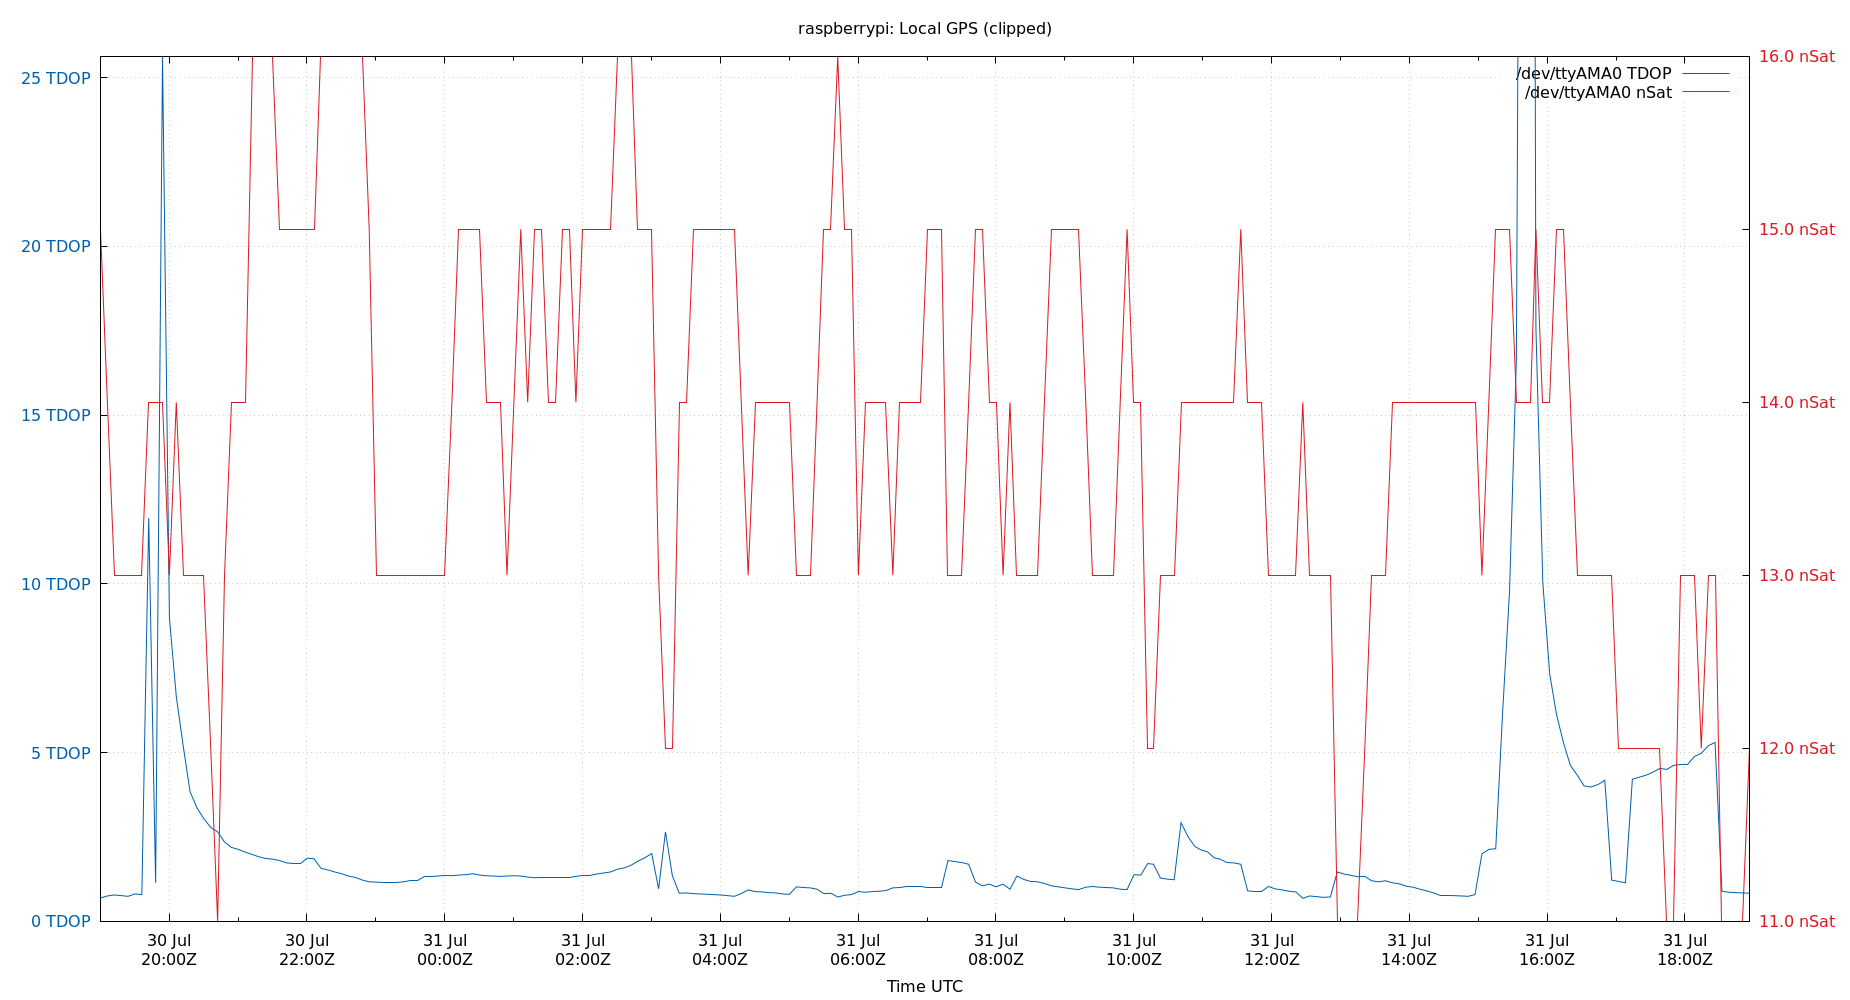 raspberrypi: Local GPS (clipped)
25 TDOP
20 TDOP
15 TDOP
10 TDOP
5 TDOP
0 TDOP
16.0 nSat
15.0 nSat
14.0 nSat
13.0 nSat
12.0 nSat
11.0 nSat
/dev/ttyAMA0 TDOP
/dev/ttyAMA0 nSat
30 Jul 30 Jul 31 Jul 31 Jul 31 Jul 31 Jul 31 Jul 31 Jul 31 Jul 31 Jul 31 Jul 31 Jul
20:00Z 22:00Z 00:00Z 02:00Z 04:00Z 06:00Z 08:00Z 10:00Z 12:00Z 14:00Z 16:00Z 18:00Z
Time UTC